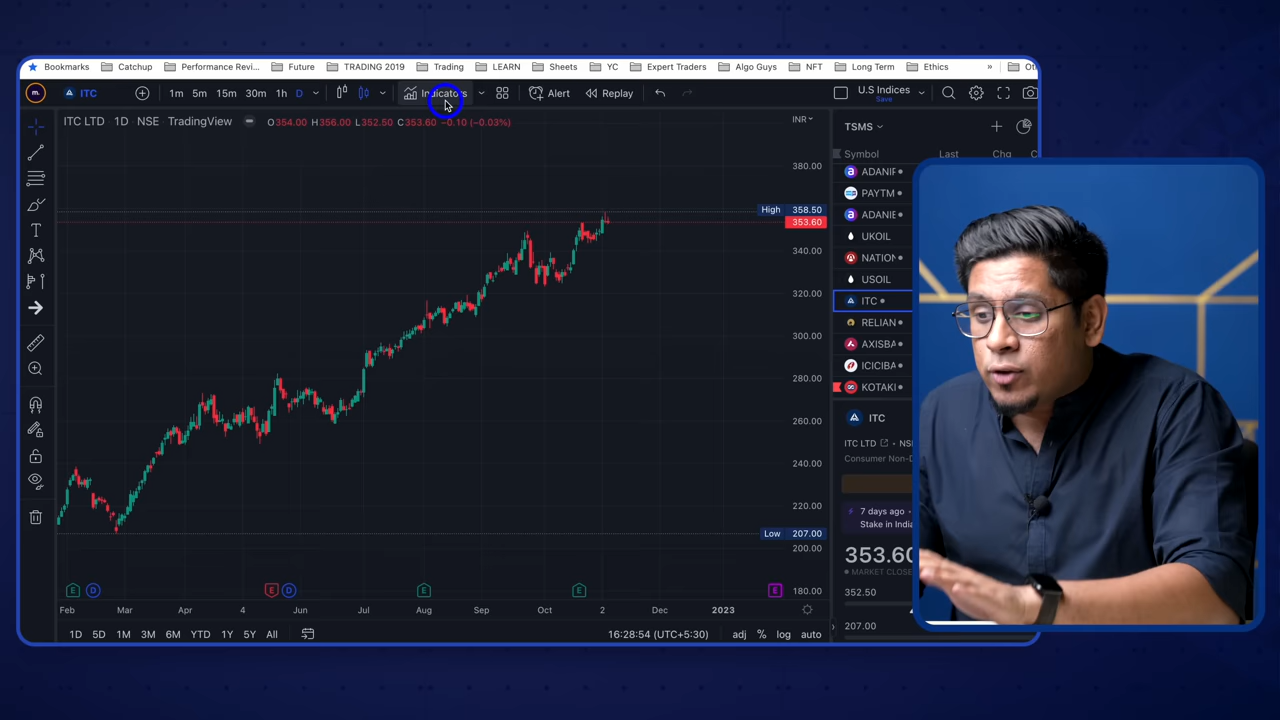 Bookmarks Catchup Performance Revi... Future TRADING 2019 Trading LEARN Sheets YC Expert Traders Algo Guys NFT Long Term Ethics » Ot
m. ITC 1m 5m 15m 30m 1h D Indicators Alert Replay U.S Indices
Save
ITC LTD 1D NSE TradingView O354.00 H356.00 L352.50 C353.60 −0.10 (−0.03%) INR
TSMS
Symbol Last Chg C
380.00
High 358.50
353.60
340.00
320.00
300.00
280.00
260.00
240.00
220.00
Low 207.00
200.00
180.00
ADANIF
PAYTM
ADANIE
UKOIL
NATION
USOIL
ITC
RELIAN
AXISBA
ICICIBA
KOTAKI
ITC
ITC LTD NS
Consumer Non-D
7 days ago
Stake in Indi
353.60
MARKET CLOSE
352.50
207.00
E D E D E E E
Feb Mar Apr 4 Jun Jul Aug Sep Oct 2 Dec 2023
1D 5D 1M 3M 6M YTD 1Y 5Y All 16:28:54 (UTC+5:30) adj % log auto